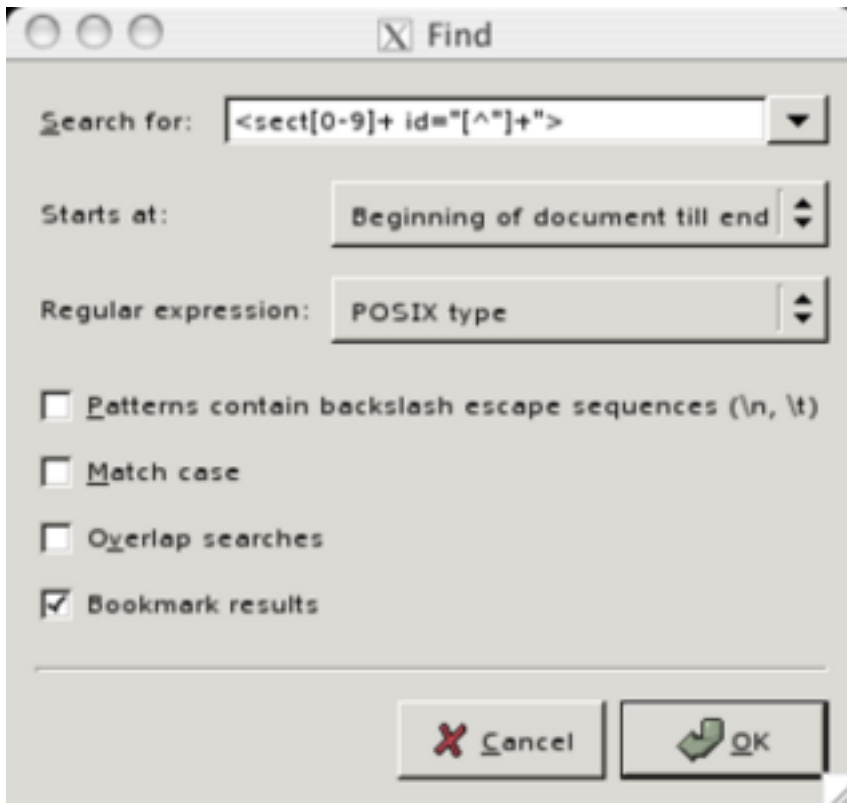 Find
Search for: <sect[0-9]+ id="[^"]+">
Starts at: Beginning of document till end
Regular expression: POSIX type
Patterns contain backslash escape sequences (\n, \t)
Match case
Overlap searches
Bookmark results
Cancel OK